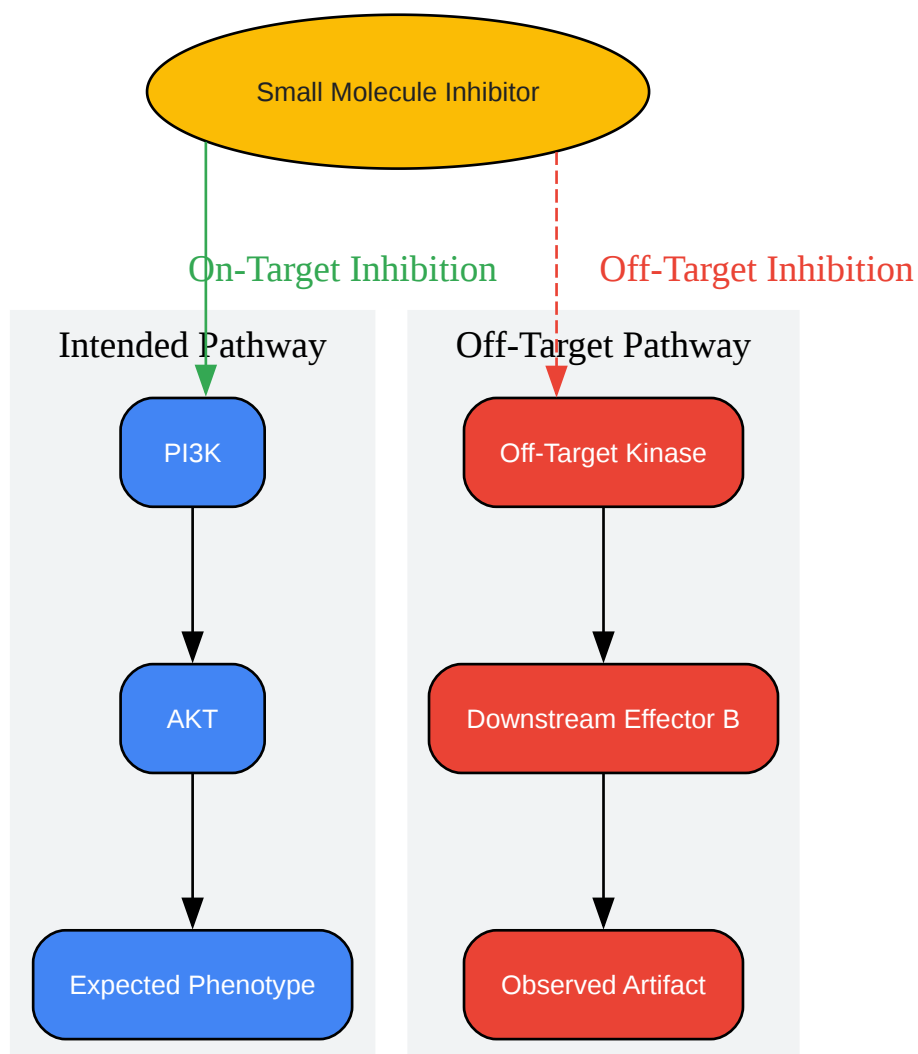 Small Molecule Inhibitor
On-Target Inhibition
Off-Target Inhibition
Intended Pathway
Off-Target Pathway
PI3K
Off-Target Kinase
AKT
Downstream Effector B
Expected Phenotype
Observed Artifact